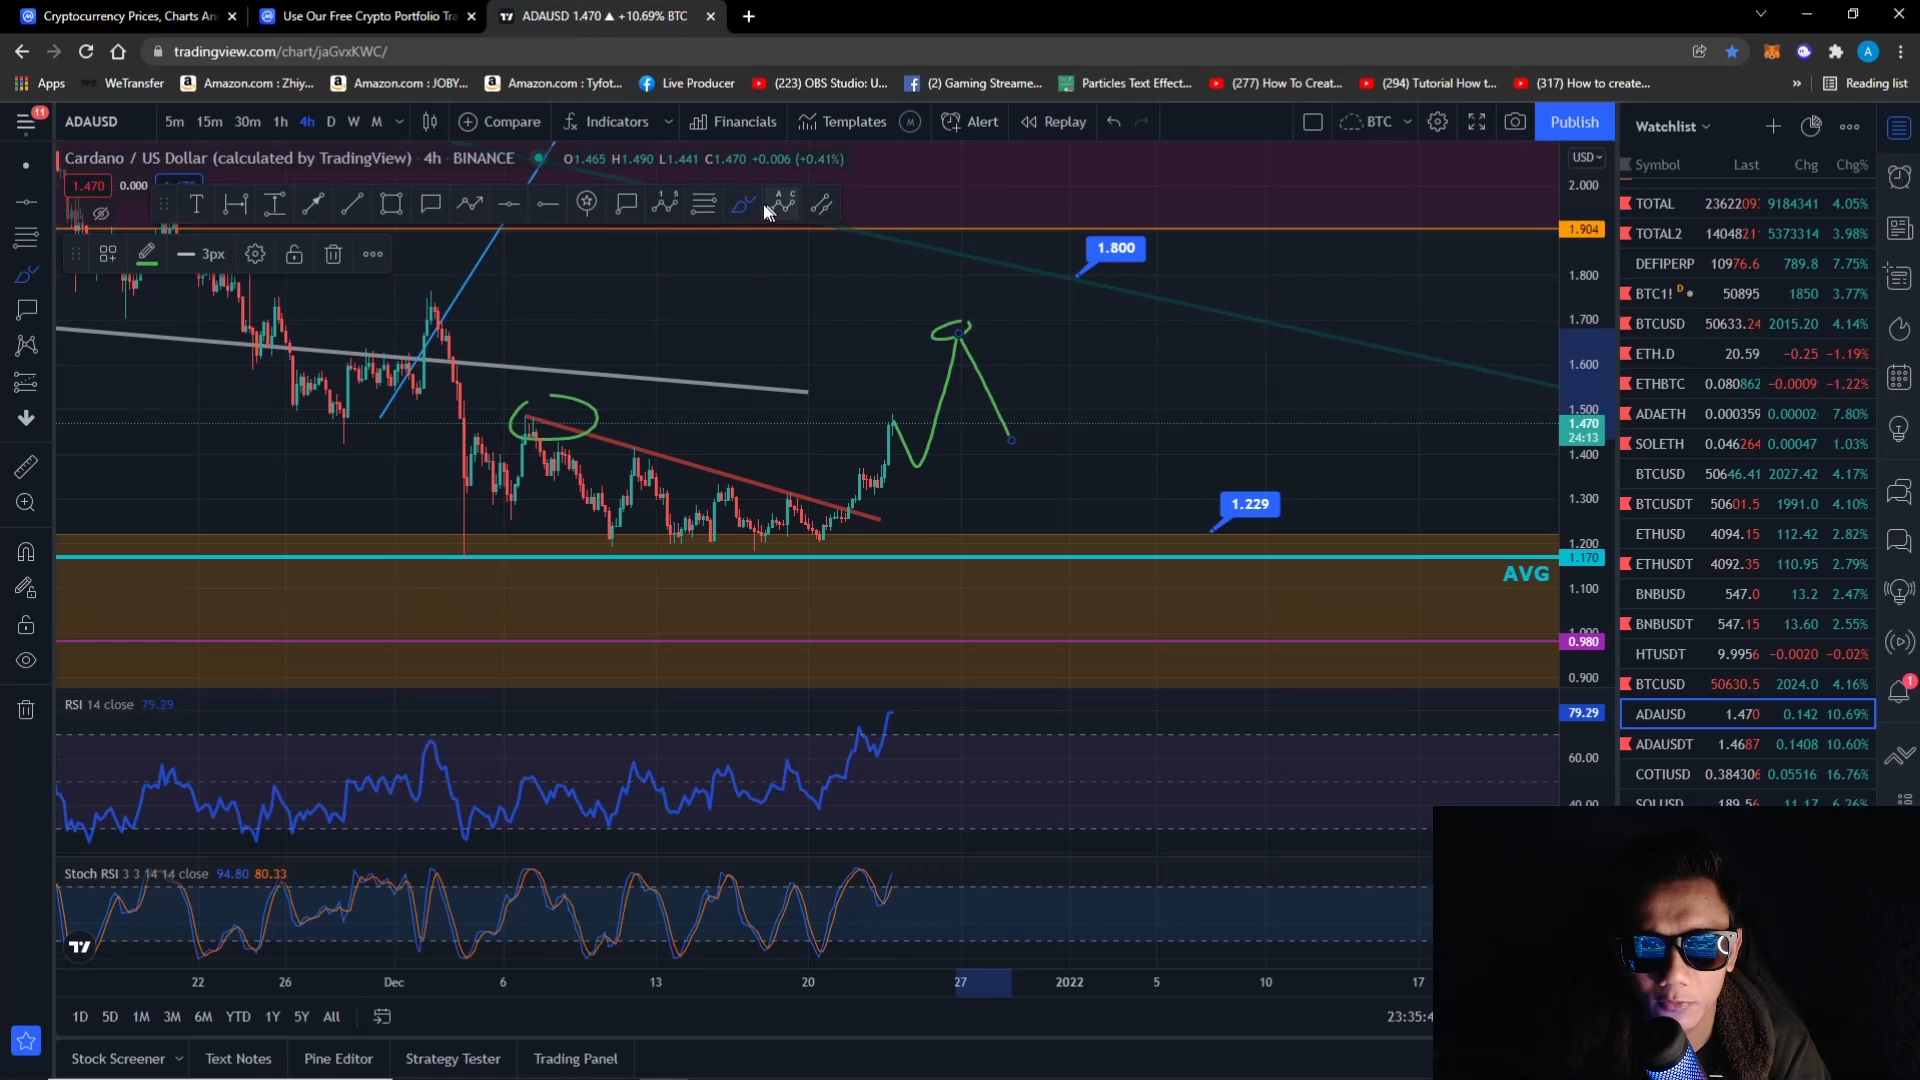 Cryptocurrency Prices, Charts An
Use Our Free Crypto Portfolio Tra
ADAUSD 1.470 ▲ +10.69% BTC
tradingview.com/chart/jaGvxKWC/
A
Apps
WeTransfer
Amazon.com : Zhiy...
Amazon.com : JOBY...
Amazon.com : Tyfot...
Live Producer
(223) OBS Studio: U...
(2) Gaming Streame...
Particles Text Effect...
(277) How To Creat...
(294) Tutorial How t...
(317) How to create...
»
Reading list
11
ADAUSD
5m 15m 30m 1h 4h D W M
Compare
Indicators
Financials
Templates
M
Alert
Replay
BTC
Publish
Watchlist
Cardano / US Dollar (calculated by TradingView) · 4h · BINANCE
O1.465 H1.490 L1.441 C1.470 +0.006 (+0.41%)
1.470 0.000
3px
USD
2.000
1.904
1.800
1.700
1.600
1.500
1.470
24:13
1.400
1.300
1.200
1.170
1.100
0.980
0.900
1.800
1.229
AVG
RSI 14 close 79.29
79.29
60.00
40.00
Stoch RSI 3 3 14 14 close 94.80 80.33
22 26 Dec 6 13 20 27 2022 5 10 17
1D 5D 1M 3M 6M YTD 1Y 5Y All
23:35:4
Stock Screener
Text Notes
Pine Editor
Strategy Tester
Trading Panel
Symbol Last Chg Chg%
TOTAL 9184341 4.05%
TOTAL2 5373314 3.98%
DEFIPERP 10976.6 789.8 7.75%
BTC1! D 50895 1850 3.77%
BTCUSD 50633.24 2015.20 4.14%
ETH.D 20.59 −0.25 −1.19%
ETHBTC 0.080862 −0.0009 −1.22%
ADAETH 0.000359 0.00002 7.80%
SOLETH 0.046264 0.00047 1.03%
BTCUSD 50646.41 2027.42 4.17%
BTCUSDT 50601.5 1991.0 4.10%
ETHUSD 4094.15 112.42 2.82%
ETHUSDT 4092.35 110.95 2.79%
BNBUSD 547.0 13.2 2.47%
BNBUSDT 547.15 13.60 2.55%
HTUSDT 9.9956 −0.0020 −0.02%
BTCUSD 50630.5 2024.0 4.16%
ADAUSD 1.470 0.142 10.69%
ADAUSDT 1.4687 0.1408 10.60%
COTIUSD 0.384306 0.05516 16.76%
SOLUSD 189.56 11.17 6.26%
1